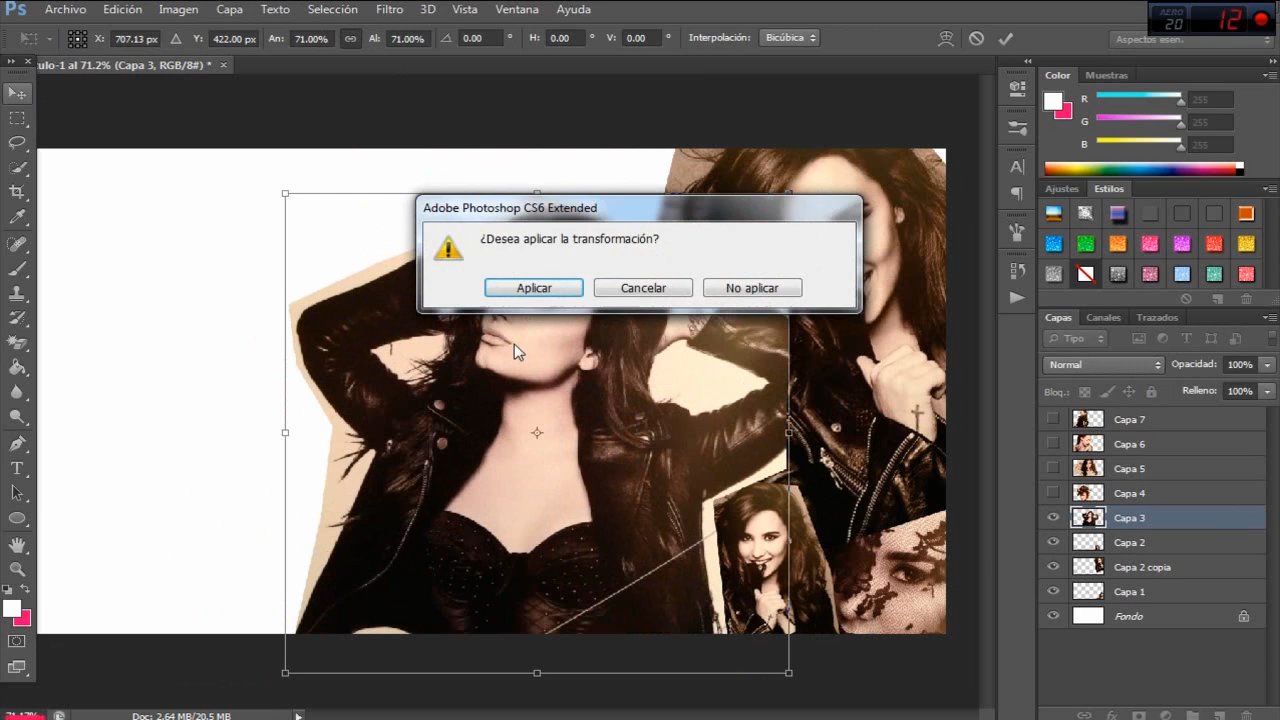 Ps Archivo Edición Imagen Capa Texto Selección Filtro 3D Vista Ventana Ayuda
AERO 20 12
X: 707.13 px Y: 422.00 px An: 71.00% Al: 71.00% 0.00 ° H: 0.00 ° V: 0.00 ° Interpolación: Bicúbica Aspectos esen.
ulo-1 al 71.2% (Capa 3, RGB/8#) * ×
Color Muestras
R 255
G 255
B 255
Ajustes Estilos
Adobe Photoshop CS6 Extended
¿Desea aplicar la transformación?
Aplicar Cancelar No aplicar
Capas Canales Trazados
Tipo
Normal Opacidad: 100%
Bloq.: Relleno: 100%
Capa 7
Capa 6
Capa 5
Capa 4
Capa 3
Capa 2
Capa 2 copia
Capa 1
Fondo
71.17% Doc: 2.64 MB/20.5 MB